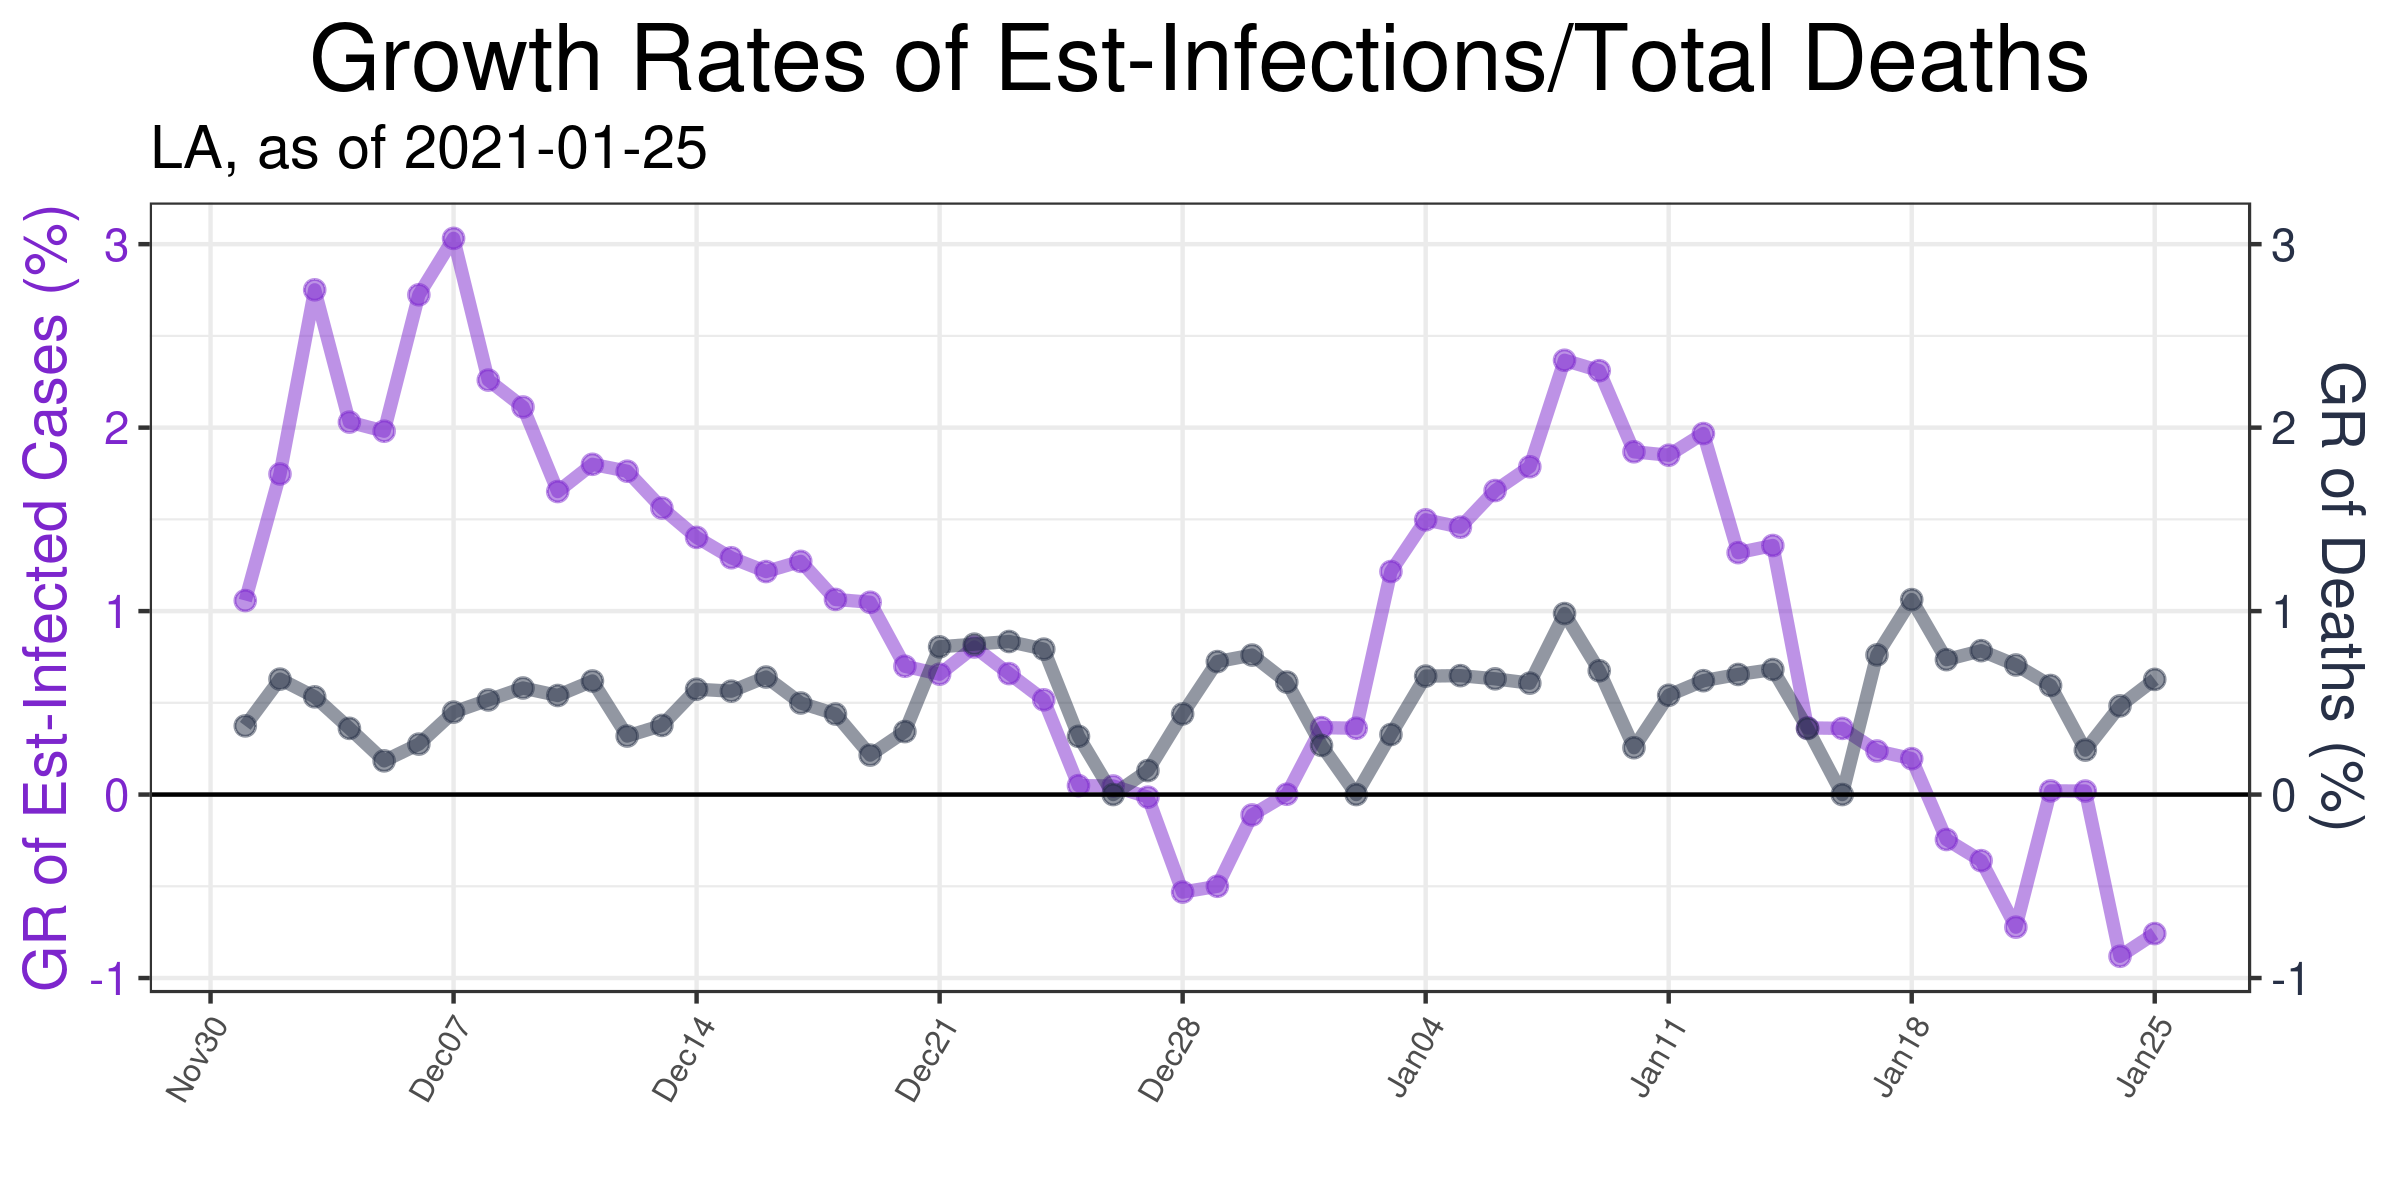 Growth Rates of Est-Infections/Total Deaths
LA, as of 2021-01-25
GR of Est-Infected Cases (%)
3
2
1
0
-1
3
2
1
0
-1
GR of Deaths (%)
Nov30
Dec07
Dec14
Dec21
Dec28
Jan04
Jan11
Jan18
Jan25